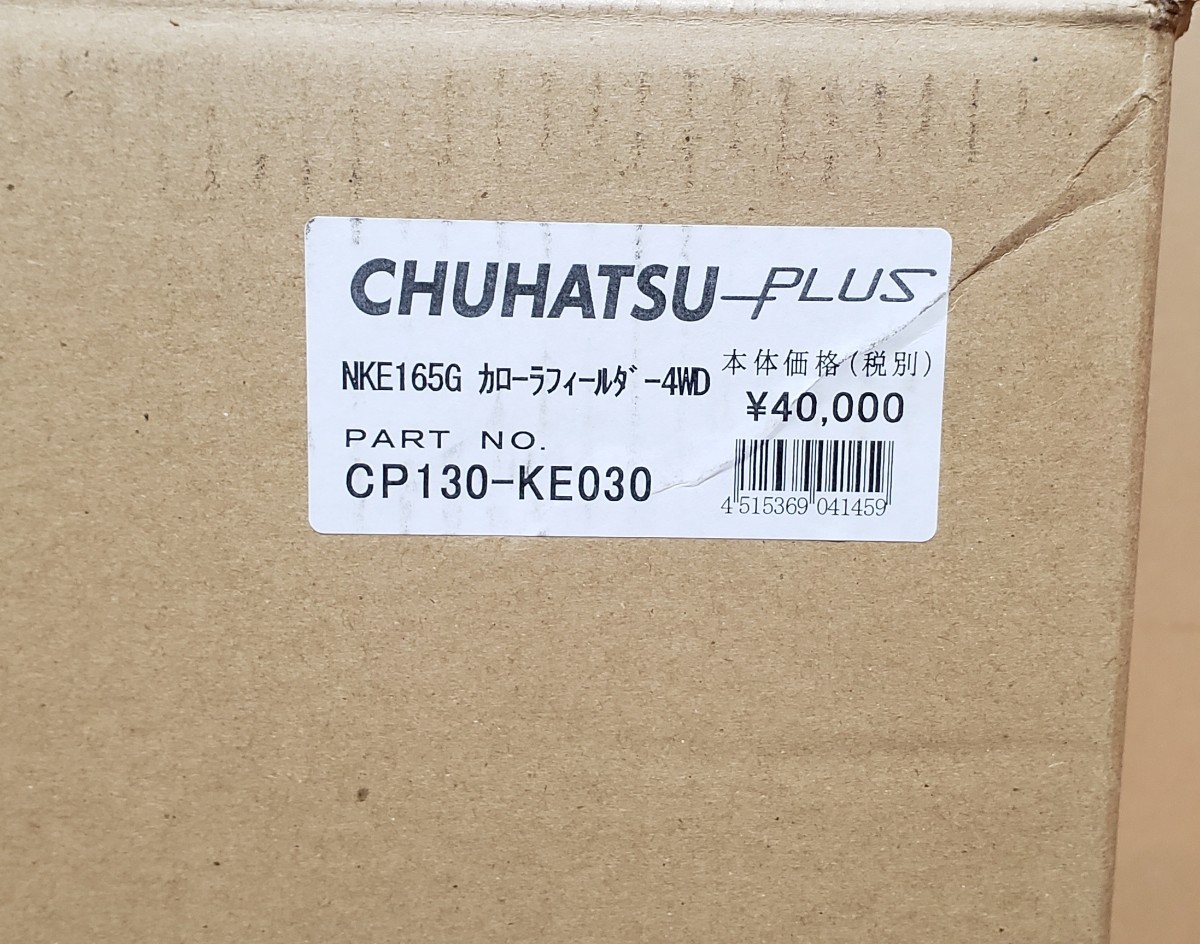 CHUHATSU PLUS
NKE165G ｶﾛｰﾗﾌｨｰﾙﾀﾞｰ4WD
本体価格(税別)
¥40,000
PART NO.
CP130-KE030
4 515369 041459